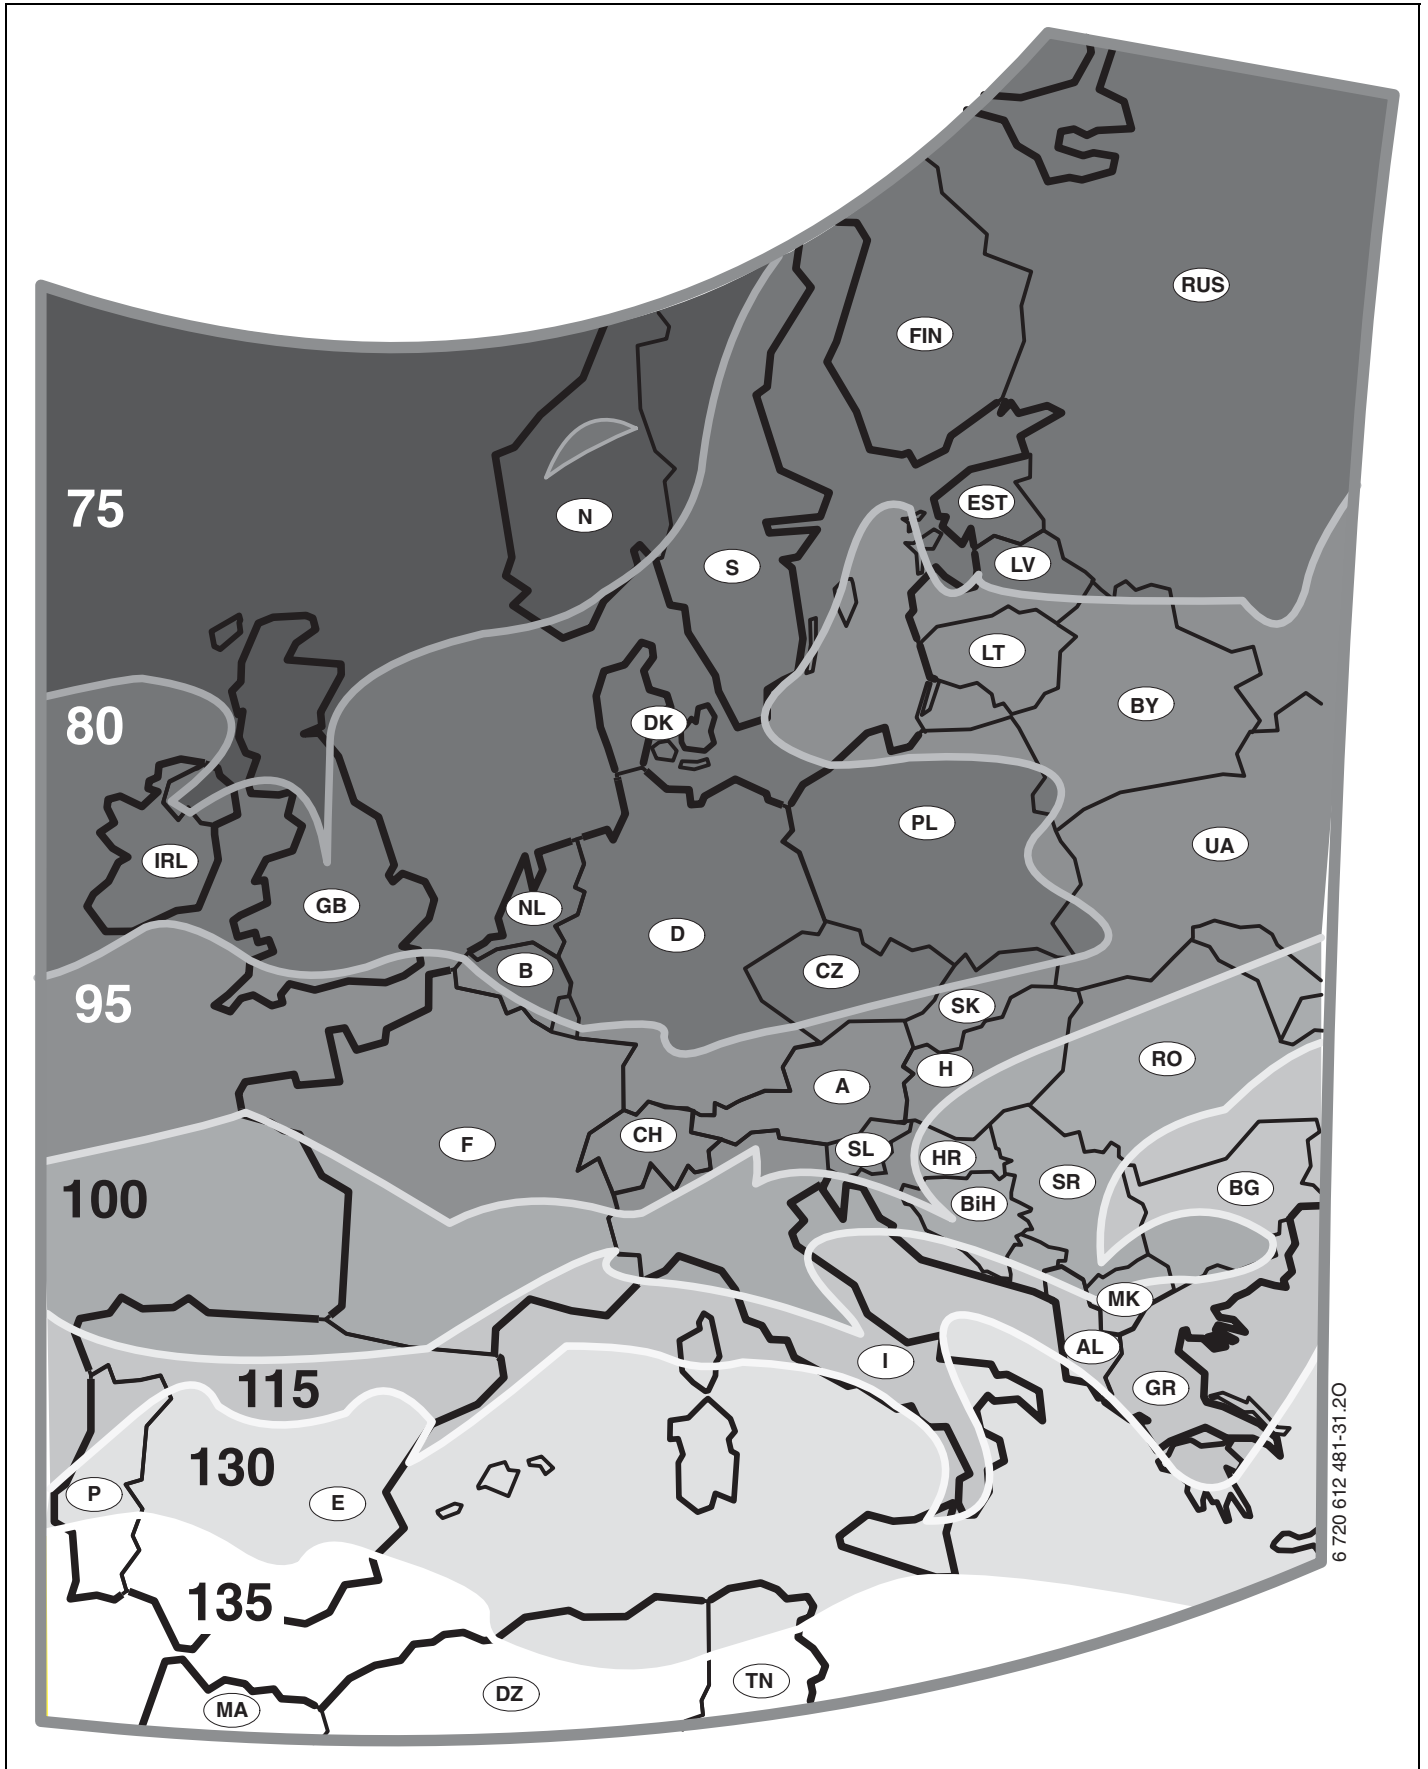 RUS
FIN
75
EST
N
LV
S
LT
BY
80
DK
PL
UA
IRL
GB
NL
D
B
CZ
95
SK
RO
H
A
F
CH
SL
HR
SR
BG
100
BiH
MK
AL
I
115
GR
130
P
E
135
DZ
TN
MA
6 720 612 481-31.2O